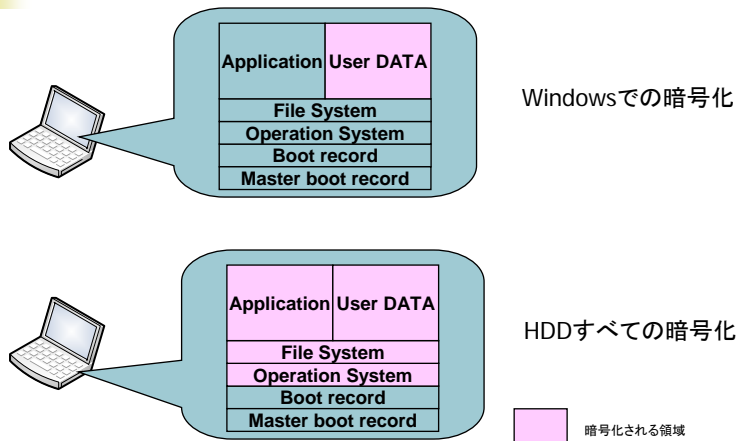 Application User DATA
File System
Operation System
Boot record
Master boot record
Windowsでの暗号化
Application User DATA
File System
Operation System
Boot record
Master boot record
HDDすべての暗号化
暗号化される領域